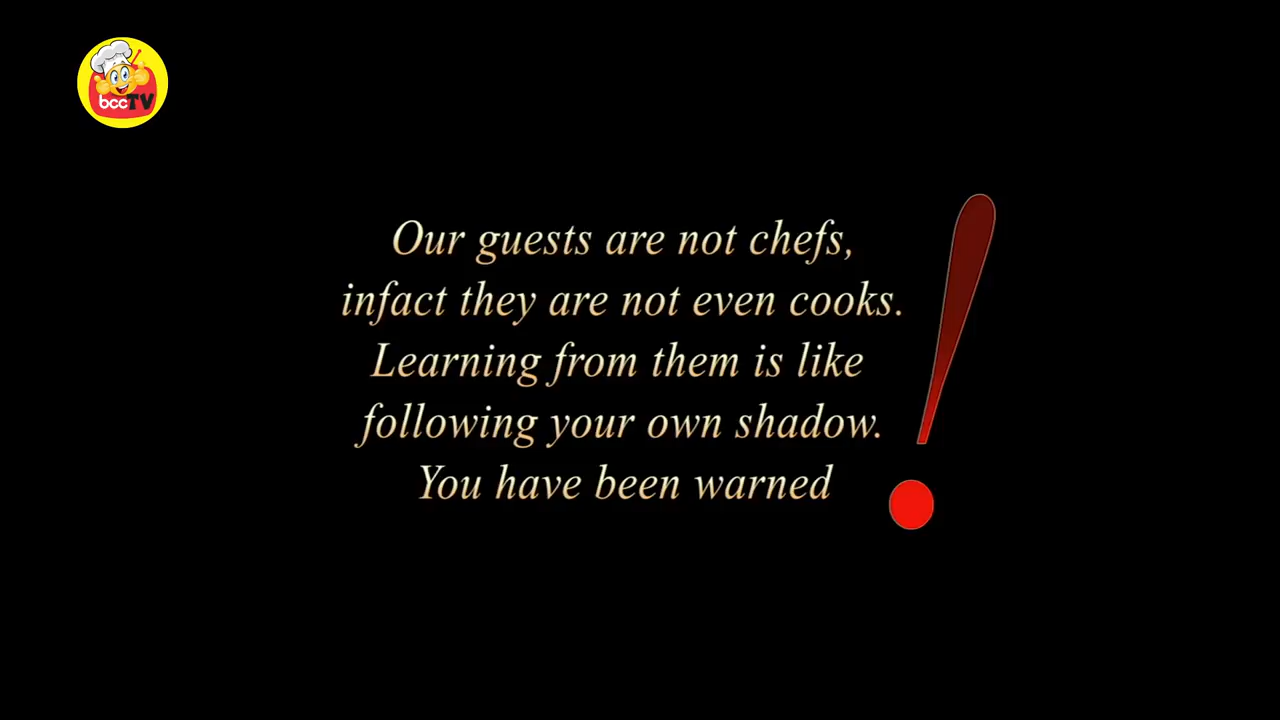 bccTV
Our guests are not chefs,
infact they are not even cooks.
Learning from them is like
following your own shadow.
You have been warned !